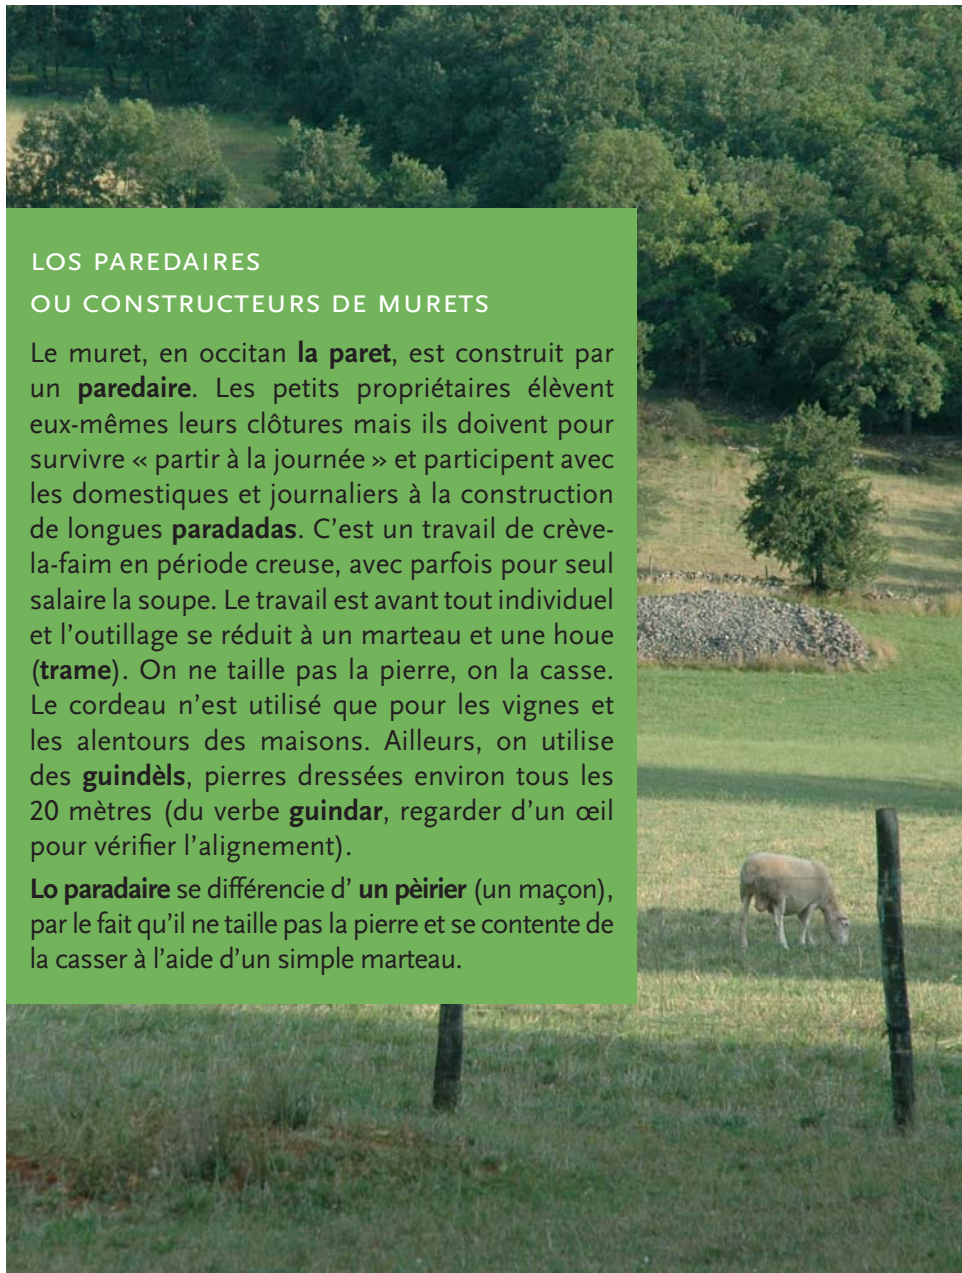 LOS PAREDAIRES
OU CONSTRUCTEURS DE MURETS
Le muret, en occitan la paret, est construit par
un paredaire. Les petits propriétaires élèvent
eux-mêmes leurs clôtures mais ils doivent pour
survivre « partir à la journée » et participent avec
les domestiques et journaliers à la construction
de longues paradadas. C’est un travail de crève-
la-faim en période creuse, avec parfois pour seul
salaire la soupe. Le travail est avant tout individuel
et l’outillage se réduit à un marteau et une houe
(trame). On ne taille pas la pierre, on la casse.
Le cordeau n’est utilisé que pour les vignes et
les alentours des maisons. Ailleurs, on utilise
des guindèls, pierres dressées environ tous les
20 mètres (du verbe guindar, regarder d’un œil
pour vérifier l’alignement).
Lo paradaire se différencie d’ un pèirier (un maçon),
par le fait qu’il ne taille pas la pierre et se contente de
la casser à l’aide d’un simple marteau.